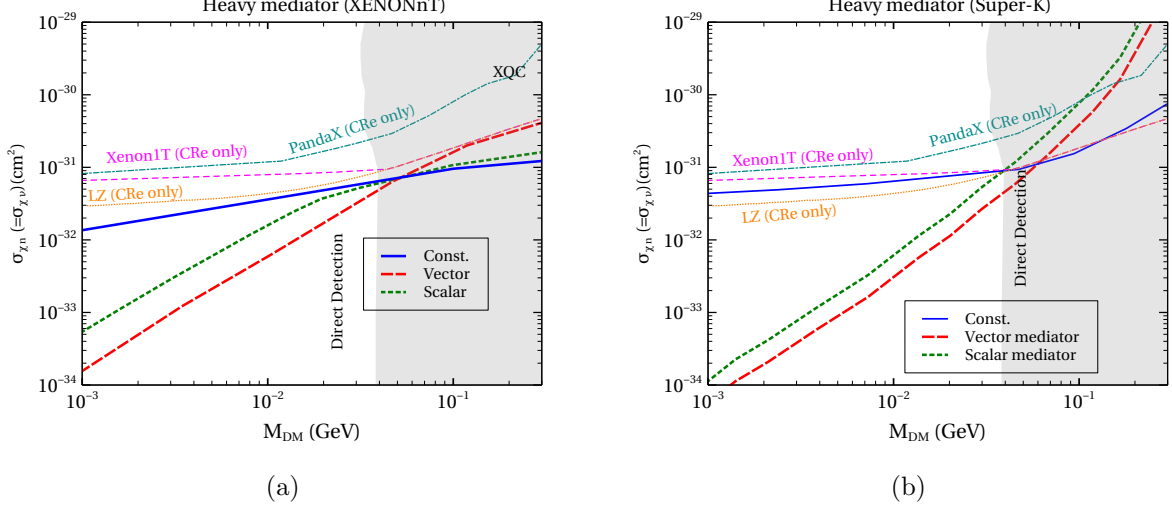 Heavy mediator (XENONnT)
10⁻²⁹
10⁻³⁰
10⁻³¹
10⁻³²
10⁻³³
10⁻³⁴
σχn (=σχν)(cm²)
XQC
PandaX (CRe only)
Xenon1T (CRe only)
LZ (CRe only)
Direct Detection
Const.
Vector
Scalar
10⁻³ 10⁻² 10⁻¹
M_DM (GeV)
(a)
Heavy mediator (Super-K)
10⁻²⁹
10⁻³⁰
10⁻³¹
10⁻³²
10⁻³³
10⁻³⁴
σχn (=σχν)(cm²)
PandaX (CRe only)
Xenon1T (CRe only)
LZ (CRe only)
Direct Detection
Const.
Vector mediator
Scalar mediator
10⁻³ 10⁻² 10⁻¹
M_DM (GeV)
(b)